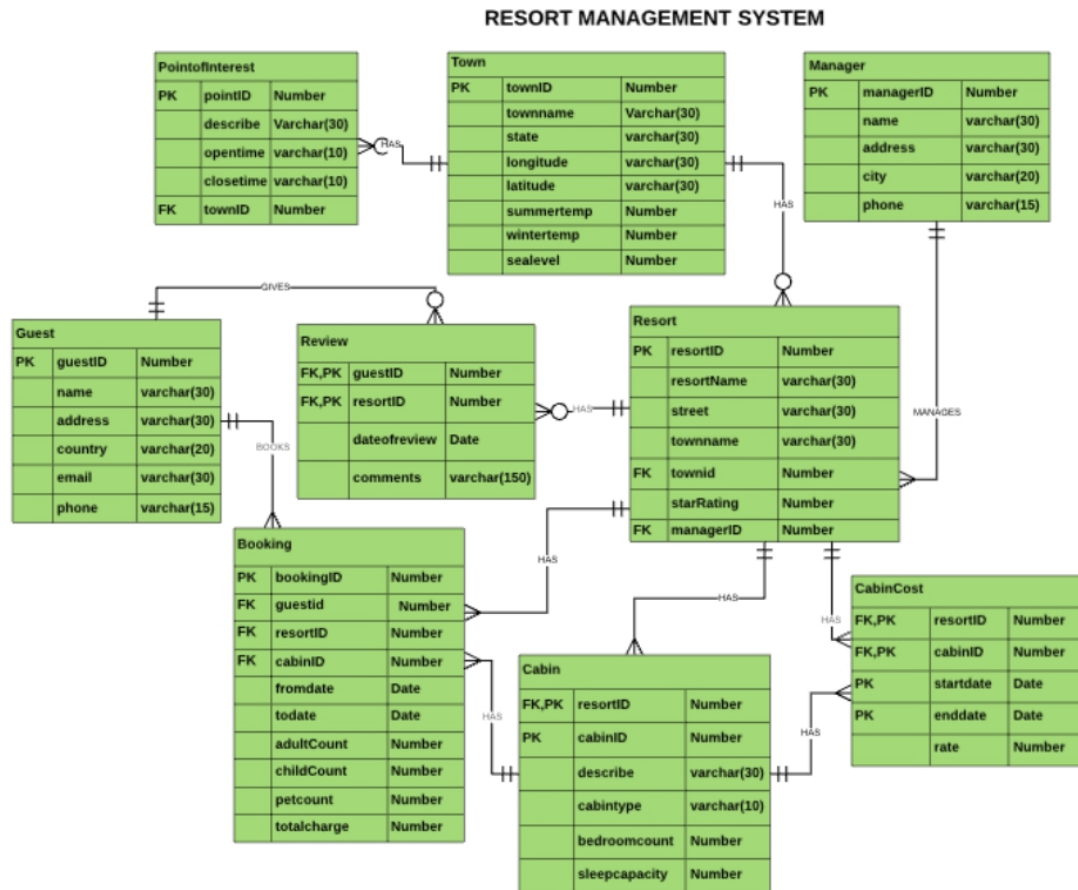 RESORT MANAGEMENT SYSTEM
PointofInterest
PK pointID Number
describe Varchar(30)
opentime varchar(10)
closetime varchar(10)
FK townID Number
HAS
Town
PK townID Number
townname Varchar(30)
state varchar(30)
longitude varchar(30)
latitude varchar(30)
summertemp Number
wintertemp Number
sealevel Number
HAS
Manager
PK managerID Number
name varchar(30)
address varchar(30)
city varchar(20)
phone varchar(15)
MANAGES
GIVES
Guest
PK guestID Number
name varchar(30)
address varchar(30)
country varchar(20)
email varchar(30)
phone varchar(15)
BOOKS
Review
FK,PK guestID Number
FK,PK resortID Number
dateofreview Date
comments varchar(150)
HAS
Resort
PK resortID Number
resortName varchar(30)
street varchar(30)
townname varchar(30)
FK townid Number
starRating Number
FK managerID Number
HAS
HAS
HAS
Booking
PK bookingID Number
FK guestid Number
FK resortID Number
FK cabinID Number
fromdate Date
todate Date
adultCount Number
childCount Number
petcount Number
totalcharge Number
HAS
Cabin
FK,PK resortID Number
PK cabinID Number
describe varchar(30)
cabintype varchar(10)
bedroomcount Number
sleepcapacity Number
HAS
CabinCost
FK,PK resortID Number
FK,PK cabinID Number
PK startdate Date
PK enddate Date
rate Number